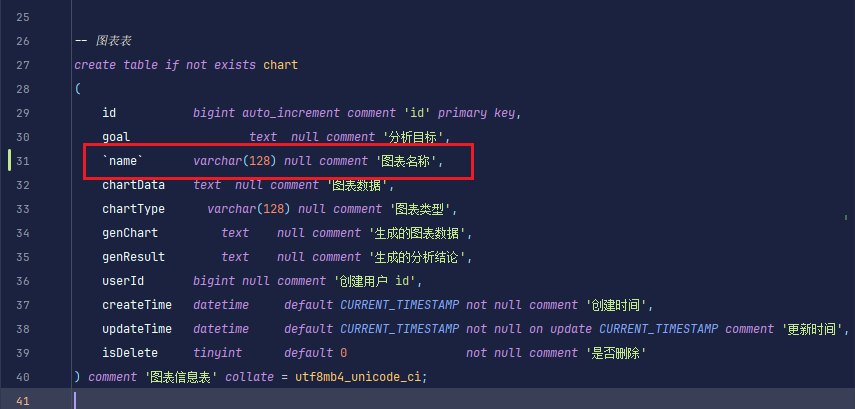 25
26 -- 图表表
27 create table if not exists chart
28 (
29 id bigint auto_increment comment 'id' primary key,
30 goal text null comment '分析目标',
31 `name` varchar(128) null comment '图表名称',
32 chartData text null comment '图表数据',
33 chartType varchar(128) null comment '图表类型',
34 genChart text null comment '生成的图表数据',
35 genResult text null comment '生成的分析结论',
36 userId bigint null comment '创建用户 id',
37 createTime datetime default CURRENT_TIMESTAMP not null comment '创建时间',
38 updateTime datetime default CURRENT_TIMESTAMP not null on update CURRENT_TIMESTAMP comment '更新时间',
39 isDelete tinyint default 0 not null comment '是否删除'
40 ) comment '图表信息表' collate = utf8mb4_unicode_ci;
41